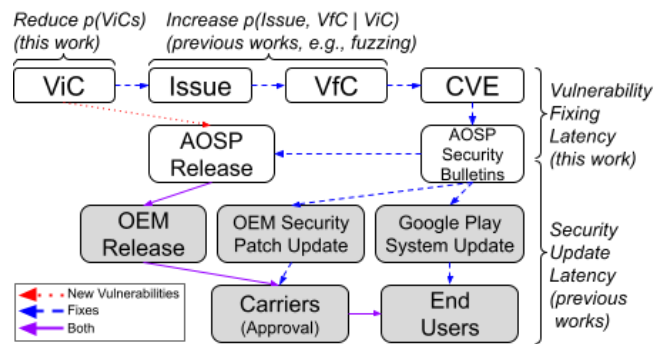 Reduce p(ViCs)
(this work)
Increase p(Issue, VfC | ViC)
(previous works, e.g., fuzzing)
ViC
Issue
VfC
CVE
Vulnerability
Fixing
Latency
(this work)
AOSP
Release
AOSP
Security
Bulletins
OEM
Release
OEM Security
Patch Update
Google Play
System Update
Security
Update
Latency
(previous
works)
New Vulnerabilities
Fixes
Both
Carriers
(Approval)
End
Users